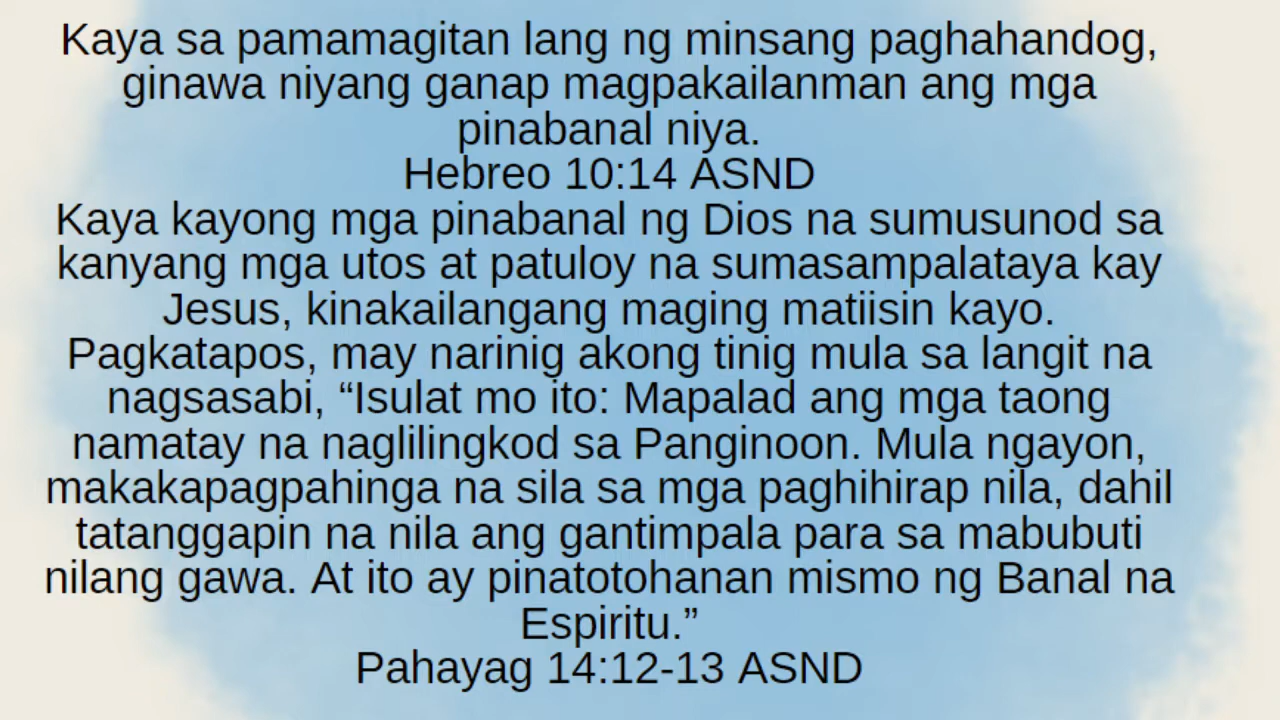 Kaya sa pamamagitan lang ng minsang paghahandog,
ginawa niyang ganap magpakailanman ang mga
pinabanal niya.
Hebreo 10:14 ASND
Kaya kayong mga pinabanal ng Dios na sumusunod sa
kanyang mga utos at patuloy na sumasampalataya kay
Jesus, kinakailangang maging matiisin kayo.
Pagkatapos, may narinig akong tinig mula sa langit na
nagsasabi, “Isulat mo ito: Mapalad ang mga taong
namatay na naglilingkod sa Panginoon. Mula ngayon,
makakapagpahinga na sila sa mga paghihirap nila, dahil
tatanggapin na nila ang gantimpala para sa mabubuti
nilang gawa. At ito ay pinatotohanan mismo ng Banal na
Espiritu.”
Pahayag 14:12-13 ASND